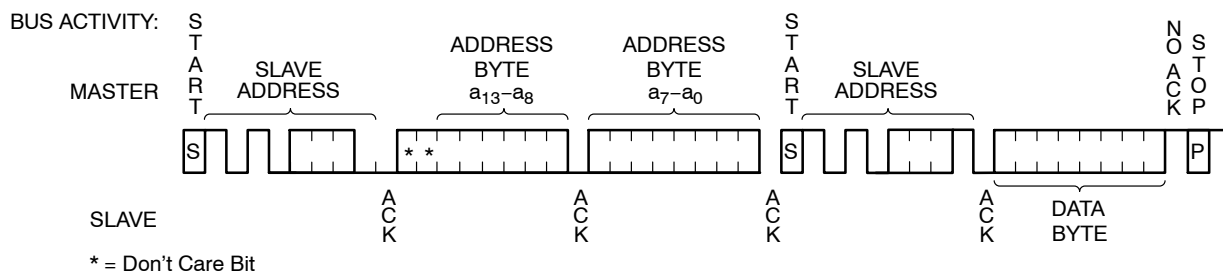 BUS ACTIVITY:
MASTER
START
SLAVE
ADDRESS
ADDRESS
BYTE
a13–a8
ADDRESS
BYTE
a7–a0
START
SLAVE
ADDRESS
NO ACK
STOP
S
* *
S
P
SLAVE
ACK
ACK
ACK
ACK
DATA
BYTE
* = Don't Care Bit